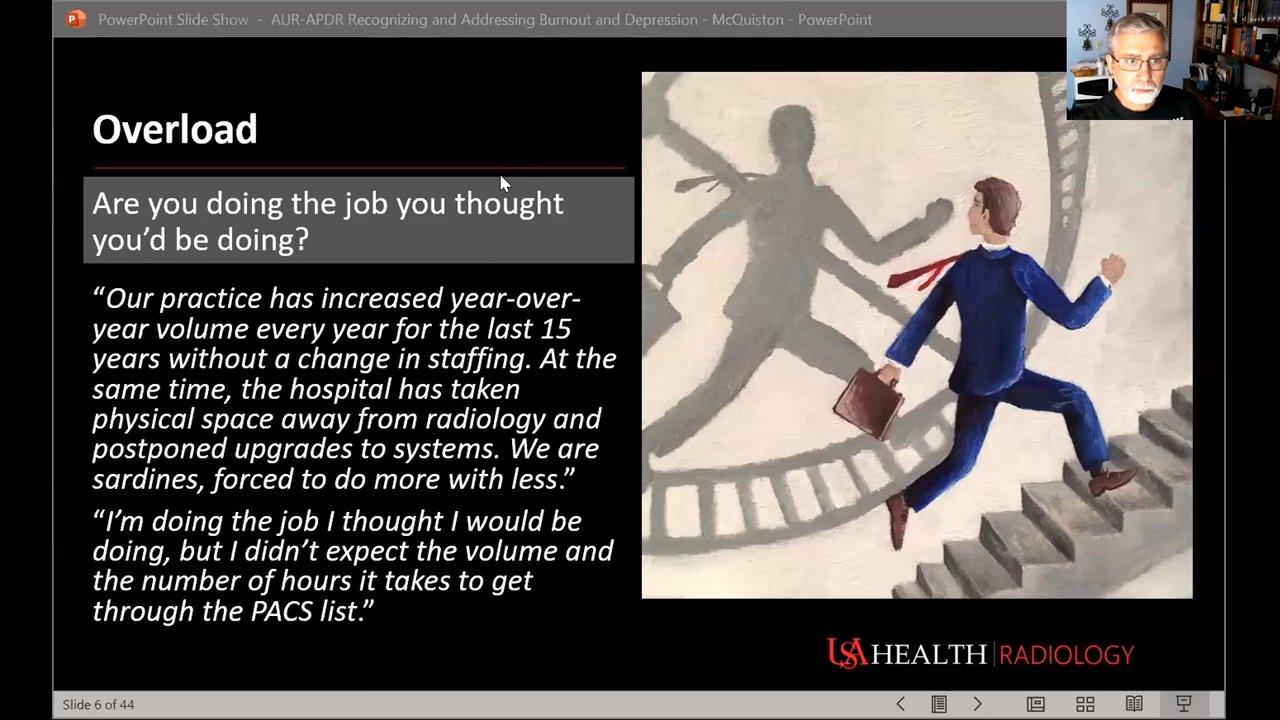 PowerPoint Slide Show - AUR-APDR Recognizing and Addressing Burnout and Depression - McQuiston - PowerPoint
Overload
Are you doing the job you thought
you’d be doing?
“Our practice has increased year-over-
year volume every year for the last 15
years without a change in staffing. At the
same time, the hospital has taken
physical space away from radiology and
postponed upgrades to systems. We are
sardines, forced to do more with less.”
“I’m doing the job I thought I would be
doing, but I didn’t expect the volume and
the number of hours it takes to get
through the PACS list.”
USA HEALTH | RADIOLOGY
Slide 6 of 44